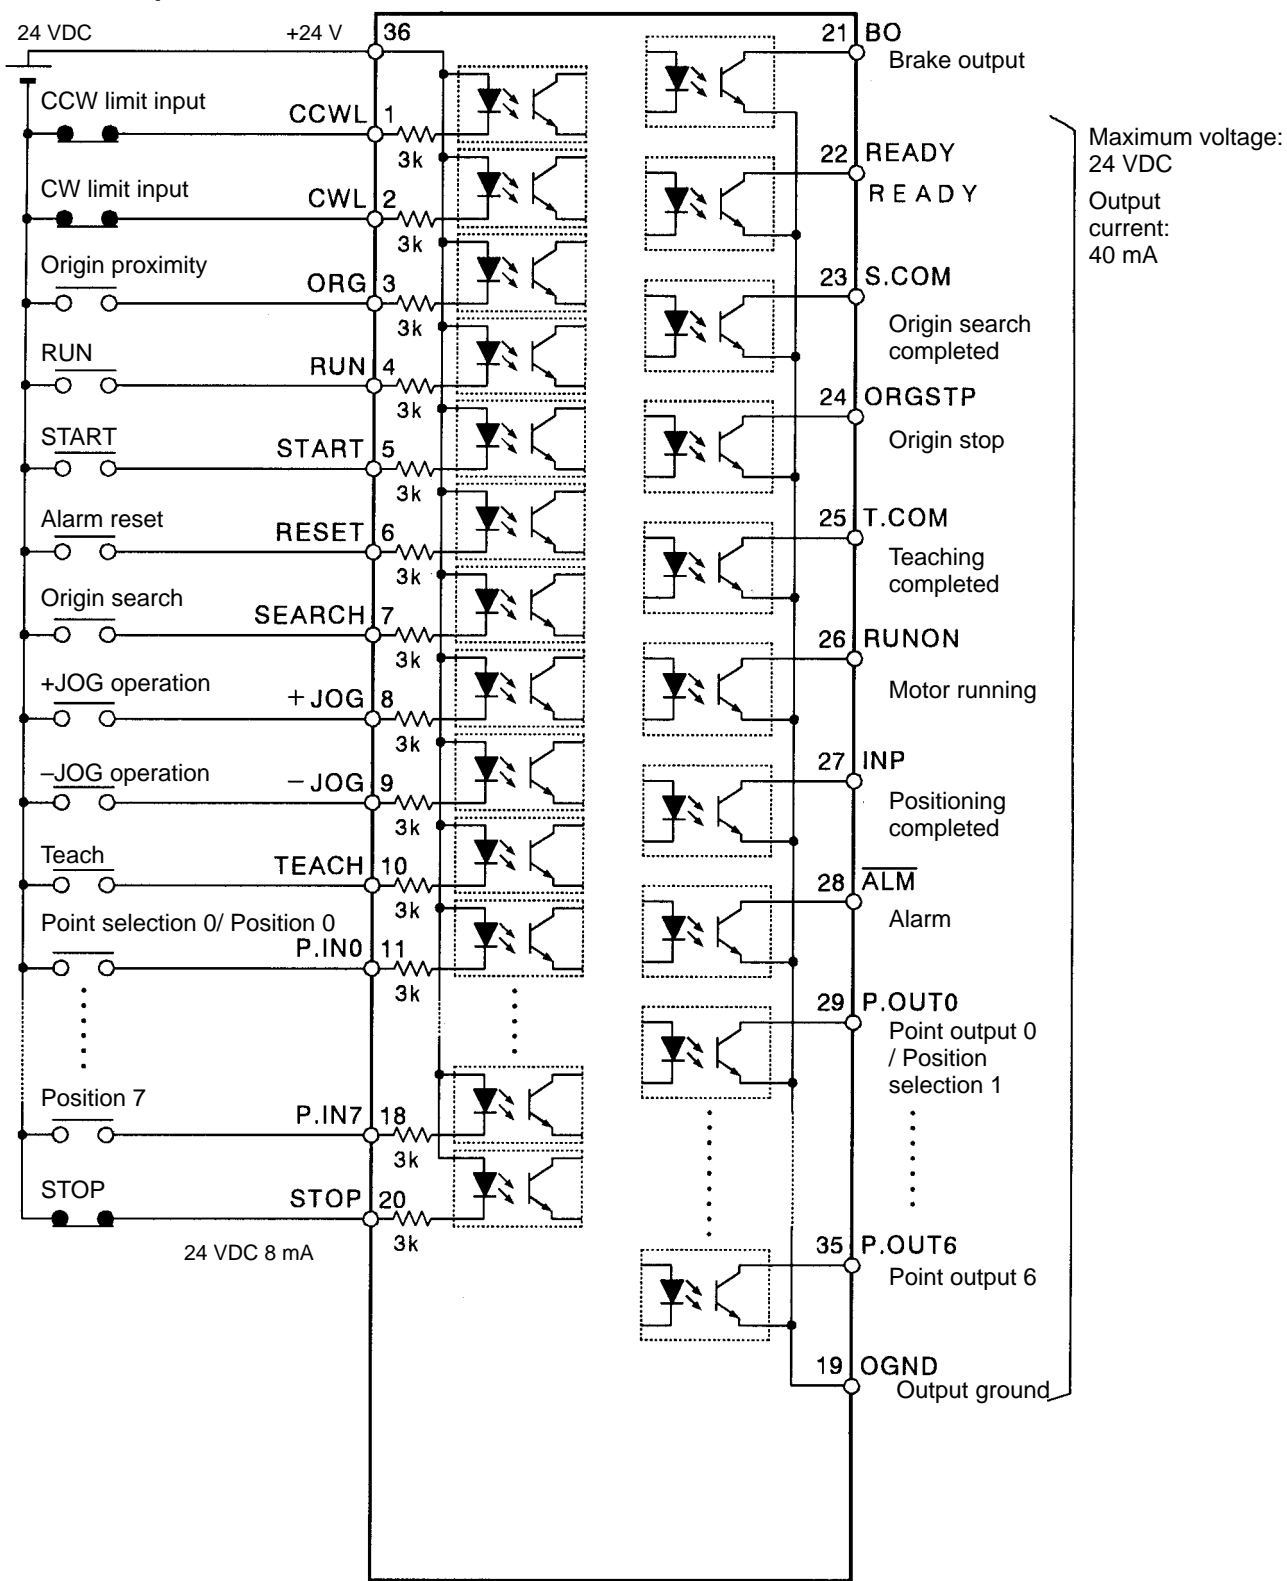 24 VDC
+24 V
36
CCW limit input
CCWL 1
3k
CW limit input
CWL 2
3k
Origin proximity
ORG 3
3k
RUN
RUN 4
3k
START
START 5
3k
Alarm reset
RESET 6
3k
Origin search
SEARCH 7
3k
+JOG operation
+JOG 8
3k
–JOG operation
−JOG 9
3k
Teach
TEACH 10
3k
Point selection 0/ Position 0
P.IN0 11
3k
Position 7
P.IN7 18
3k
STOP
STOP 20
3k
24 VDC 8 mA
21 BO
Brake output
22 READY
READY
23 S.COM
Origin search
completed
24 ORGSTP
Origin stop
25 T.COM
Teaching
completed
26 RUNON
Motor running
27 INP
Positioning
completed
28 ALM
Alarm
29 P.OUT0
Point output 0
/ Position
selection 1
35 P.OUT6
Point output 6
19 OGND
Output ground
Maximum voltage:
24 VDC
Output
current:
40 mA